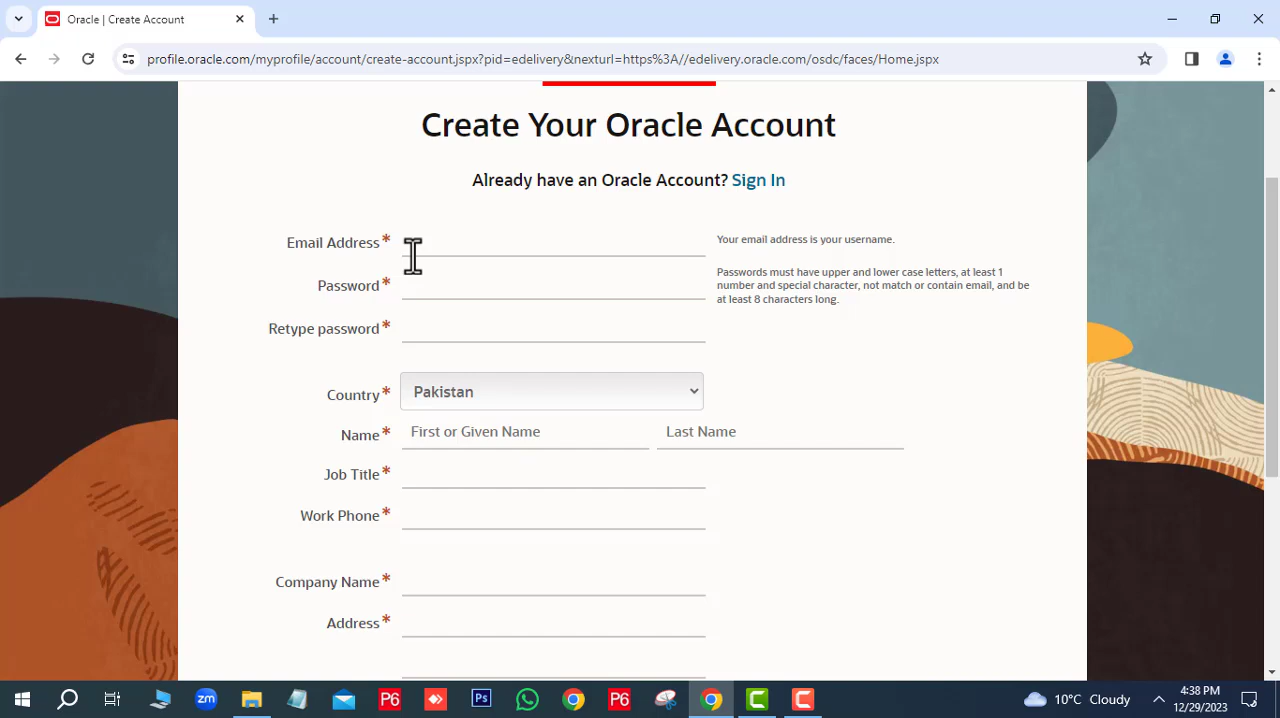 Oracle | Create Account
profile.oracle.com/myprofile/account/create-account.jspx?pid=edelivery&nexturl=https%3A//edelivery.oracle.com/osdc/faces/Home.jspx
Create Your Oracle Account
Already have an Oracle Account? Sign In
Email Address*
Your email address is your username.
Password*
Passwords must have upper and lower case letters, at least 1
number and special character, not match or contain email, and be
at least 8 characters long.
Retype password*
Country* Pakistan
Name* First or Given Name Last Name
Job Title*
Work Phone*
Company Name*
Address*
zm P6 Ps P6 C C 10°C Cloudy 4:38 PM
12/29/2023